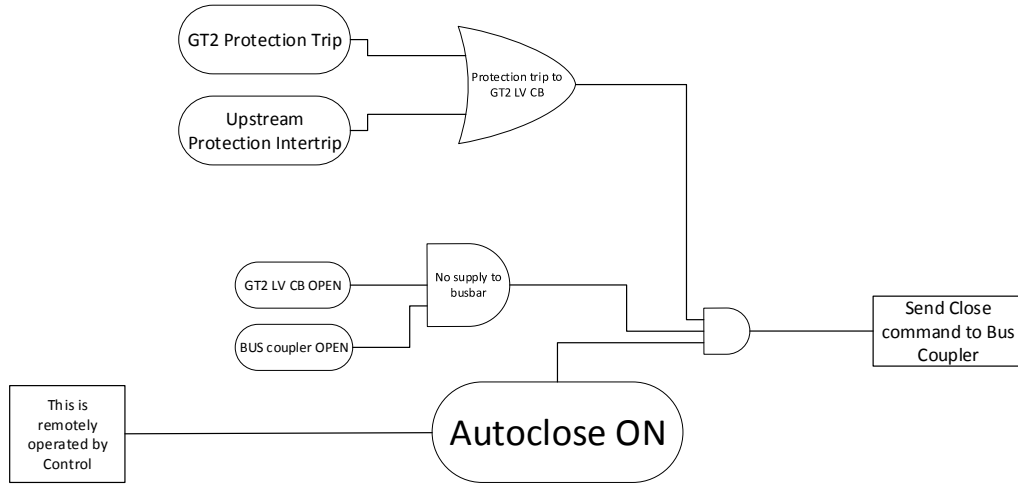 GT2 Protection Trip
Upstream
Protection Intertrip
Protection trip to
GT2 LV CB
GT2 LV CB OPEN
BUS coupler OPEN
No supply to
busbar
Send Close
command to Bus
Coupler
This is
remotely
operated by
Control
Autoclose ON